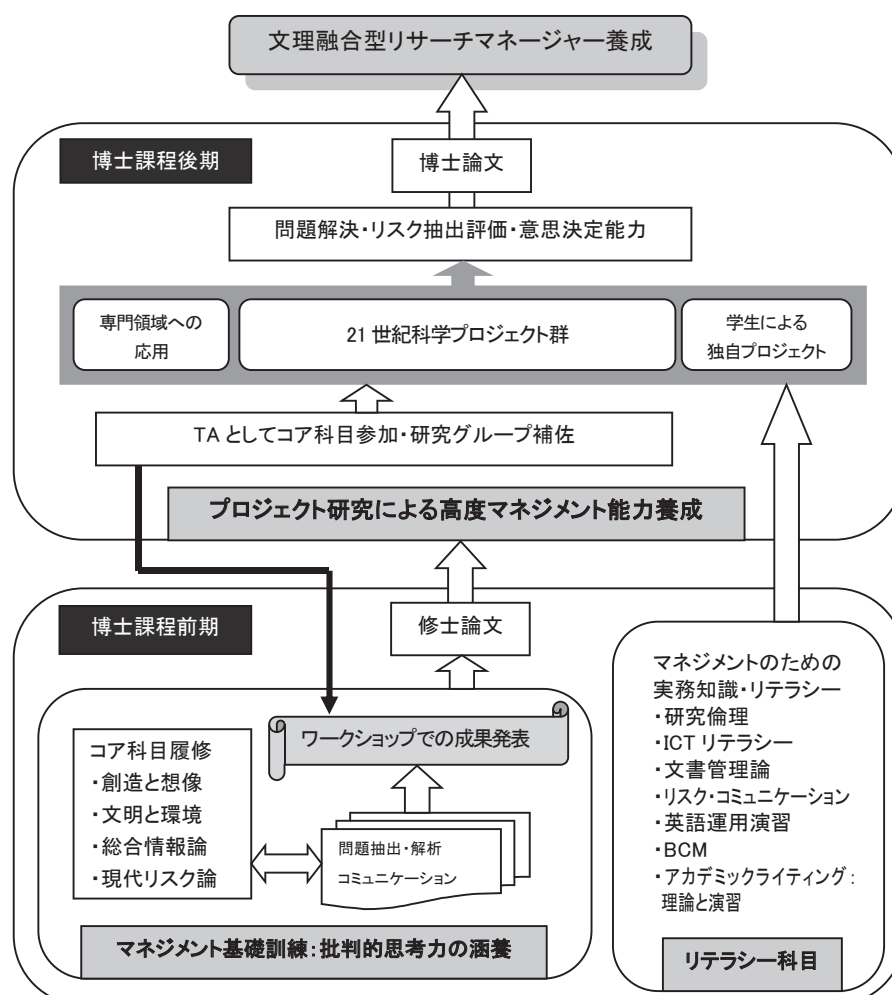 文理融合型リサーチマネージャー養成
博士課程後期
博士論文
問題解決・リスク抽出評価・意思決定能力
専門領域への
応用
21 世紀科学プロジェクト群
学生による
独自プロジェクト
TA としてコア科目参加・研究グループ補佐
プロジェクト研究による高度マネジメント能力養成
博士課程前期
修士論文
ワークショップでの成果発表
コア科目履修
・創造と想像
・文明と環境
・総合情報論
・現代リスク論
問題抽出・解析
コミュニケーション
マネジメント基礎訓練:批判的思考力の涵養
マネジメントのための
実務知識・リテラシー
・研究倫理
・ICT リテラシー
・文書管理論
・リスク・コミュニケーション
・英語運用演習
・BCM
・アカデミックライティング:
理論と演習
リテラシー科目